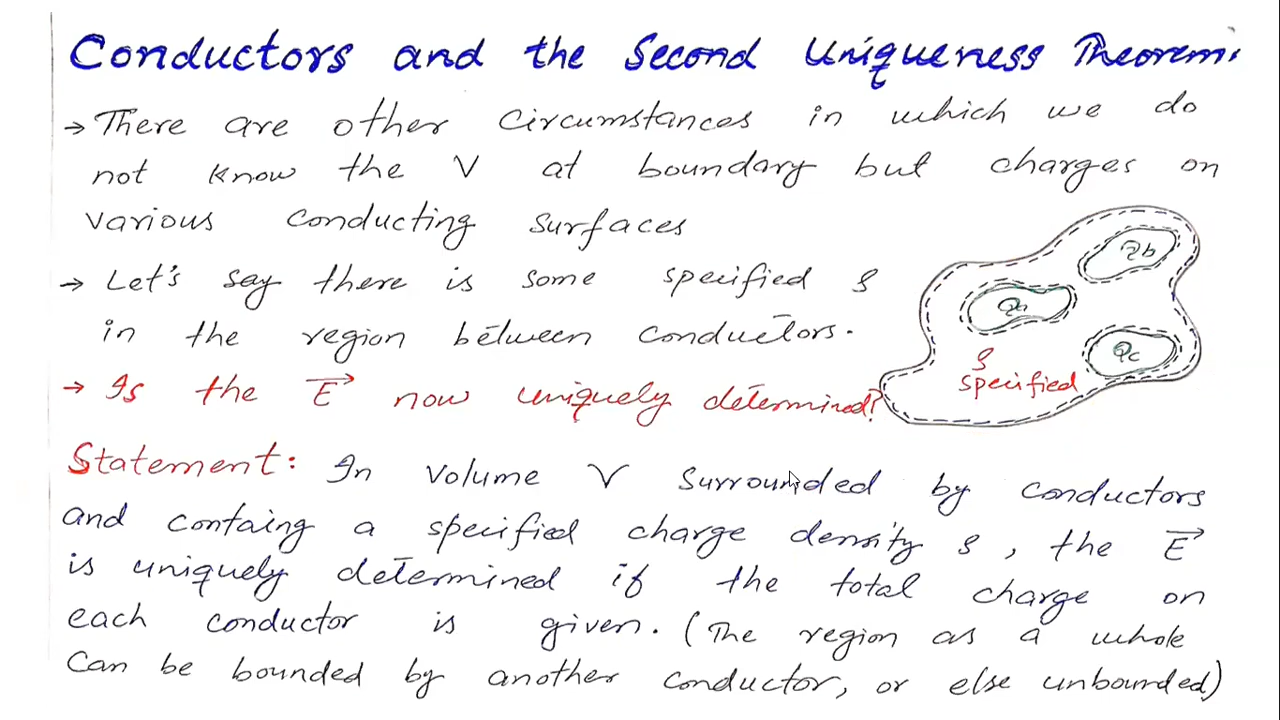 Conductors and the Second Uniqueness Theorem:
→ There are other circumstances in which we do
not know the V at boundary but charges on
various conducting surfaces
→ Let's say there is some specified ρ
in the region between conductors.
→ Is the E⃗ now uniquely determined?
Qb
Qa
Qc
ρ
specified
Statement: In volume V surrounded by conductors
and containg a specified charge density ρ, the E⃗
is uniquely determined if the total charge on
each conductor is given. (The region as a whole
can be bounded by another conductor, or else unbounded)